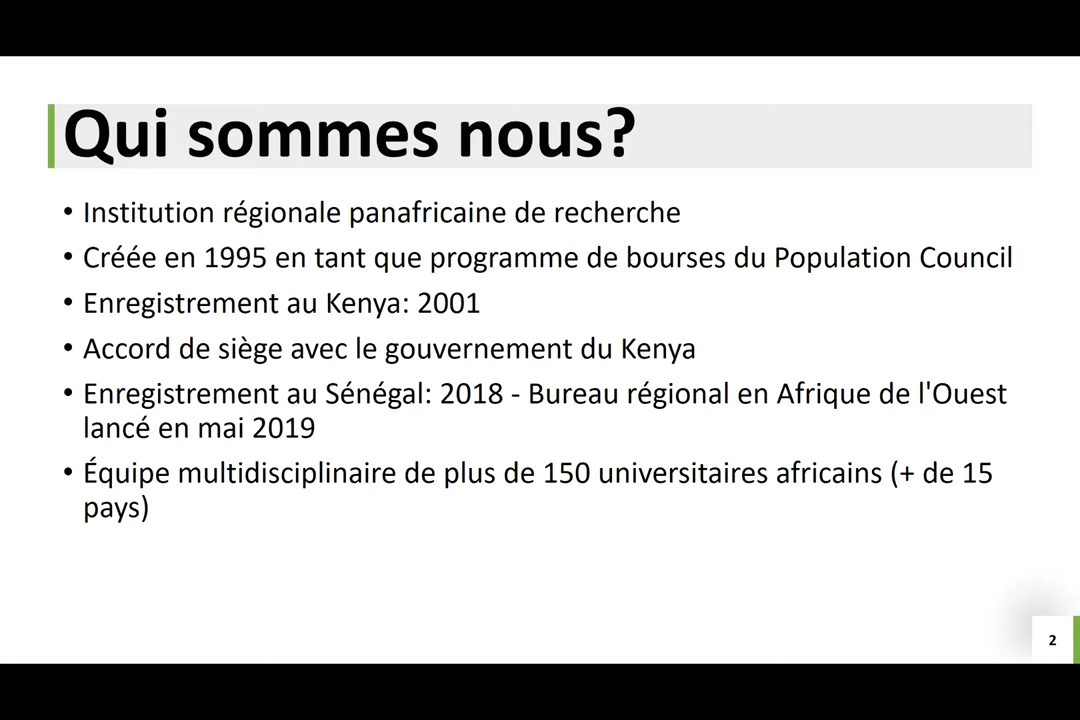 Qui sommes nous?
• Institution régionale panafricaine de recherche
• Créée en 1995 en tant que programme de bourses du Population Council
• Enregistrement au Kenya: 2001
• Accord de siège avec le gouvernement du Kenya
• Enregistrement au Sénégal: 2018 - Bureau régional en Afrique de l'Ouest
lancé en mai 2019
• Équipe multidisciplinaire de plus de 150 universitaires africains (+ de 15
pays)
2